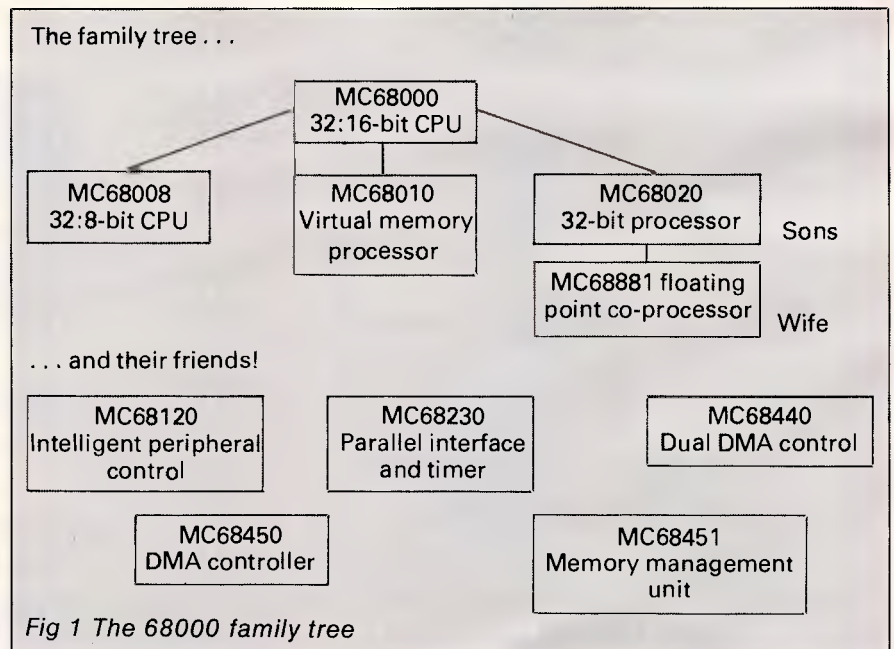 The family tree . . .
MC68000
32:16-bit CPU
MC68008
32:8-bit CPU
MC68010
Virtual memory
processor
MC68020
32-bit processor
Sons
MC68881 floating
point co-processor
Wife
. . . and their friends!
MC68120
Intelligent peripheral
control
MC68230
Parallel interface
and timer
MC68440
Dual DMA control
MC68450
DMA controller
MC68451
Memory management
unit
Fig 1 The 68000 family tree